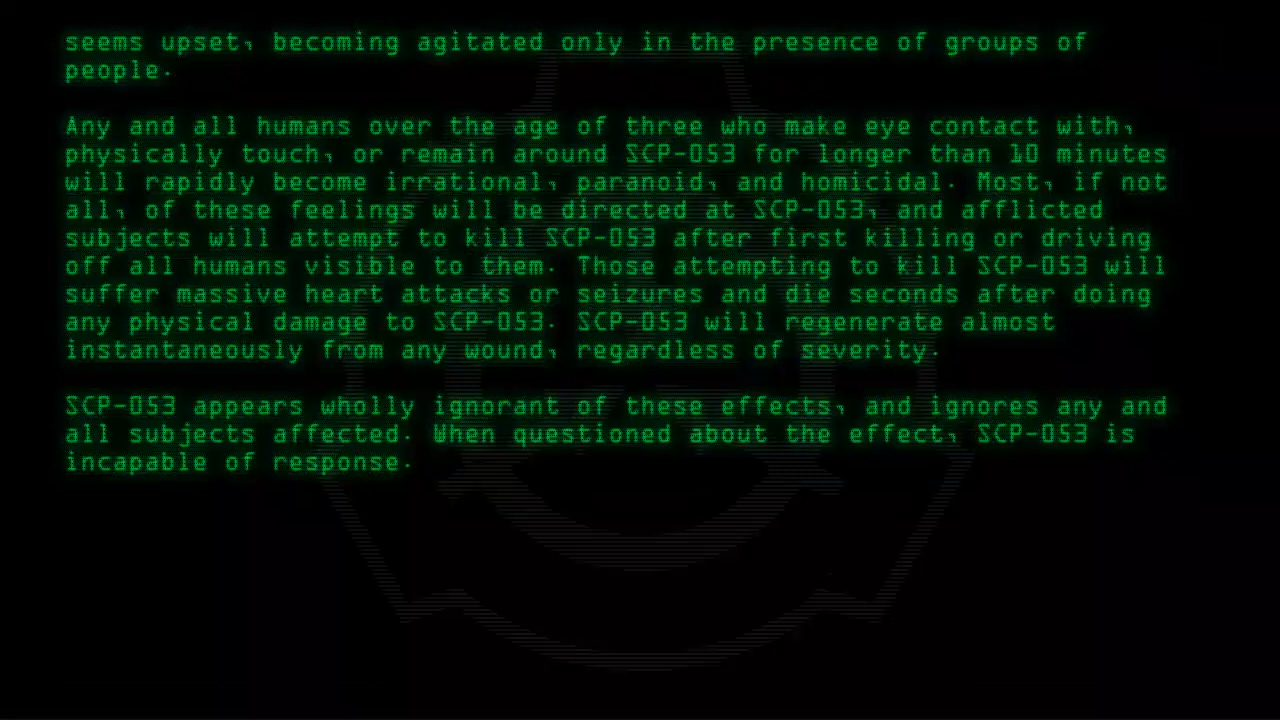 seems upset, becoming agitated only in the presence of groups of
people.
Any and all humans over the age of three who make eye contact with,
physically touch, or remain around SCP-053 for longer than 10 minutes
will rapidly become irrational, paranoid, and homicidal. Most, if not
all, of these feelings will be directed at SCP-053, and afflicted
subjects will attempt to kill SCP-053 after first killing or driving
off all humans visible to them. Those attempting to kill SCP-053 will
suffer massive heart attacks or seizures and die seconds after doing
any physical damage to SCP-053. SCP-053 will regenerate almost
instantaneously from any wound, regardless of severity.
SCP-053 appears wholly ignorant of these effects, and ignores any and
all subjects affected. When questioned about the effect, SCP-053 is
incapable of response.